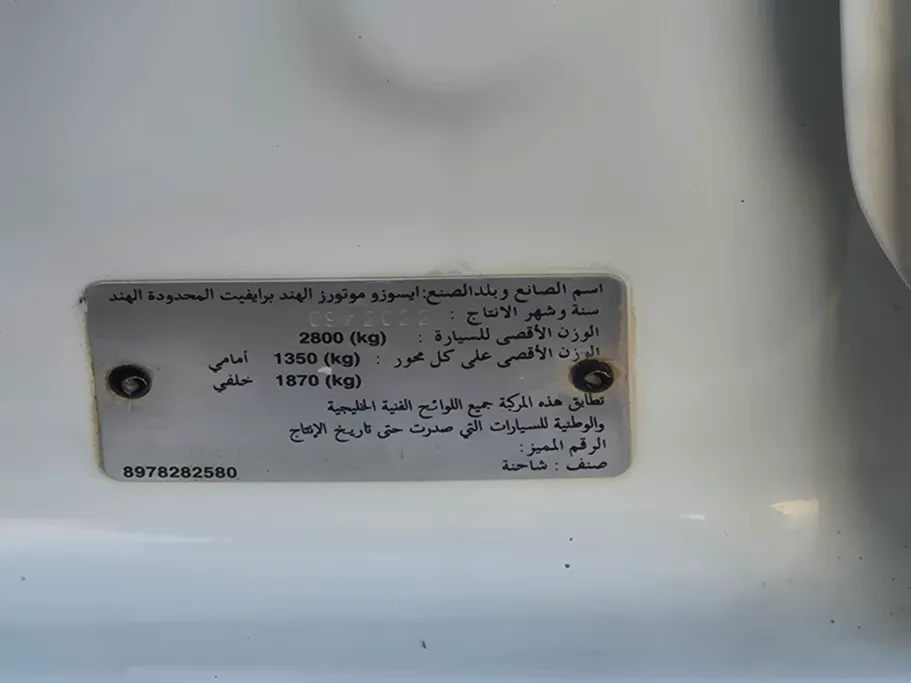 اسم الصانع وبلد الصنع: ايسوزو موتورز الهند برايفيت المحدودة الهند
سنة وشهر الانتاج :
الوزن الأقصى للسيارة : 2800 (kg)
الوزن الأقصى على كل محور : 1350 (kg) أمامي
1870 (kg) خلفي
تطابق هذه المركبة جميع اللوائح الفنية الخليجية
والوطنية للسيارات التي صدرت حتى تاريخ الإنتاج
الرقم المميز:
صنف : شاحنة
8978282580